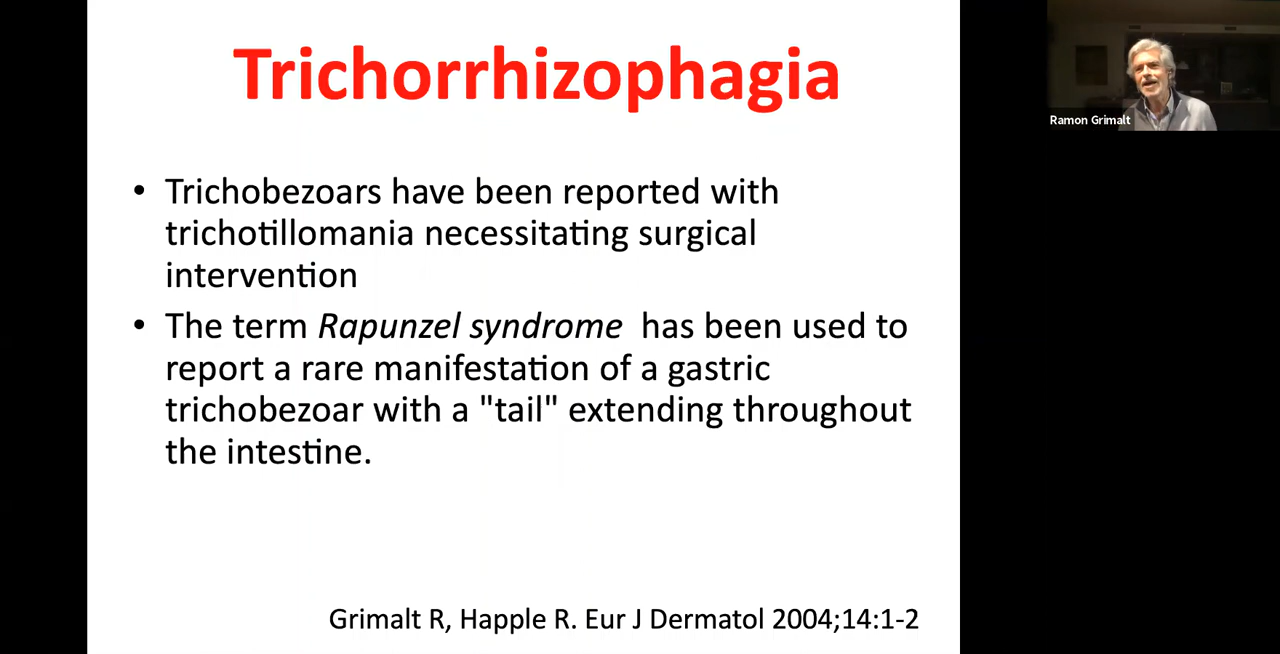 Trichorrhizophagia
• Trichobezoars have been reported with
trichotillomania necessitating surgical
intervention
• The term Rapunzel syndrome has been used to
report a rare manifestation of a gastric
trichobezoar with a "tail" extending throughout
the intestine.
Grimalt R, Happle R. Eur J Dermatol 2004;14:1-2
Ramon Grimalt